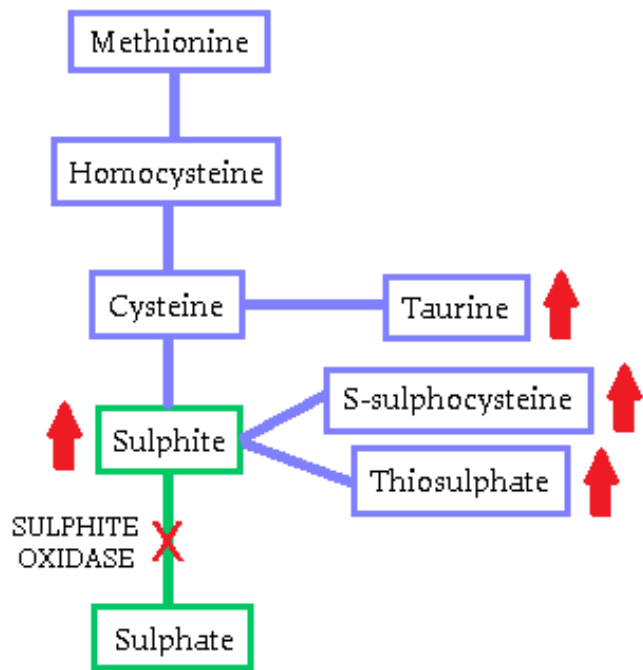 Methionine
Homocysteine
Cysteine
Taurine
S-sulphocysteine
Sulphite
Thiosulphate
SULPHITE
OXIDASE
Sulphate